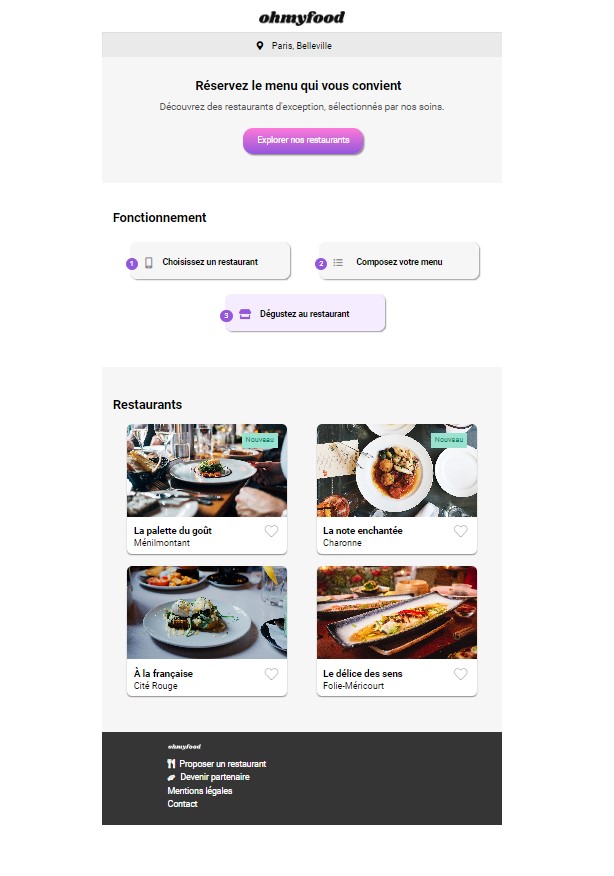 ohmyfood
Paris, Belleville
Réservez le menu qui vous convient
Découvrez des restaurants d'exception, sélectionnés par nos soins.
Explorer nos restaurants
Fonctionnement
1 Choisissez un restaurant
2 Composez votre menu
3 Dégustez au restaurant
Restaurants
Nouveau
La palette du goût
Ménilmontant
Nouveau
La note enchantée
Charonne
À la française
Cité Rouge
Le délice des sens
Folie-Méricourt
ohmyfood
Proposer un restaurant
Devenir partenaire
Mentions légales
Contact